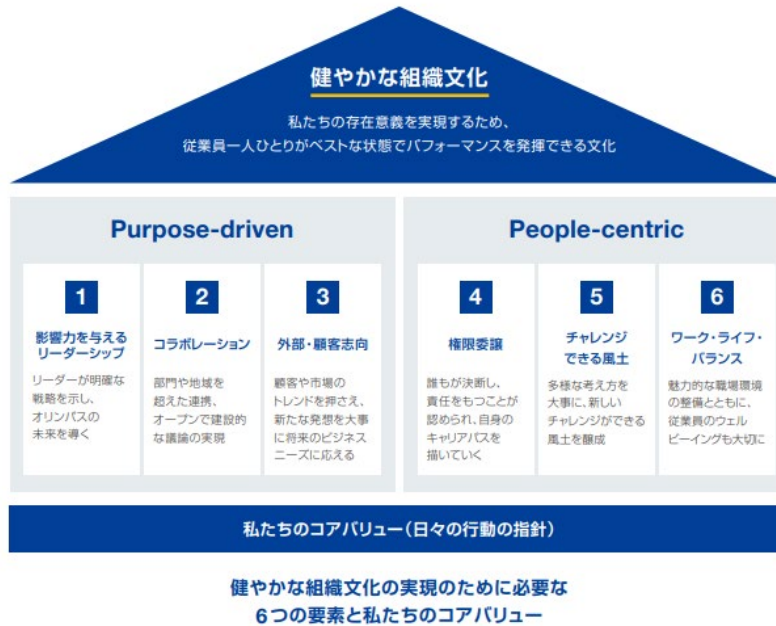 健やかな組織文化
私たちの存在意義を実現するため、
従業員一人ひとりがベストな状態でパフォーマンスを発揮できる文化
Purpose-driven
1
影響力を与える
リーダーシップ
リーダーが明確な
戦略を示し、
オリンパスの
未来を導く
2
コラボレーション
部門や地域を
超えた連携、
オープンで建設的
な議論の実現
3
外部・顧客志向
顧客や市場の
トレンドを押さえ、
新たな発想を大事
に将来のビジネス
ニーズに応える
People-centric
4
権限委譲
誰もが決断し、
責任をもつことが
認められ、自身の
キャリアパスを
描いていく
5
チャレンジ
できる風土
多様な考え方を
大事に、新しい
チャレンジができる
風土を醸成
6
ワーク・ライフ・
バランス
魅力的な職場環境
の整備とともに、
従業員のウェル
ビーイングも大切に
私たちのコアバリュー（日々の行動の指針）
健やかな組織文化の実現のために必要な
6つの要素と私たちのコアバリュー